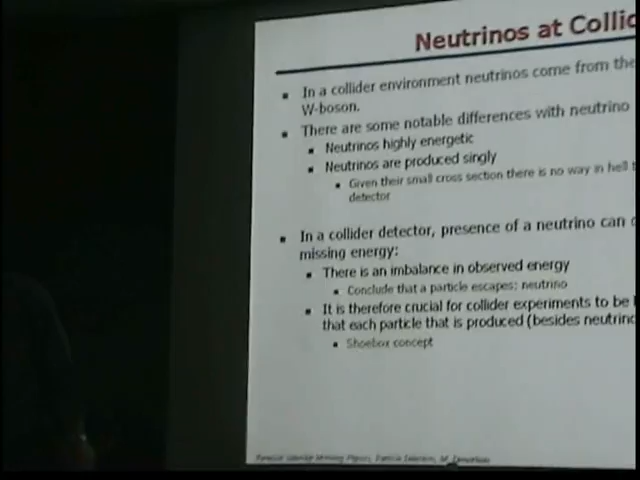 Neutrinos at Collid
In a collider environment neutrinos come from the
W-boson.
There are some notable differences with neutrino
Neutrinos highly energetic
Neutrinos are produced singly
Given their small cross section there is no way in hell t
detector
In a collider detector, presence of a neutrino can
missing energy:
There is an imbalance in observed energy
Conclude that a particle escapes: neutrino
It is therefore crucial for collider experiments to be
that each particle that is produced (besides neutrino
Shoebox concept